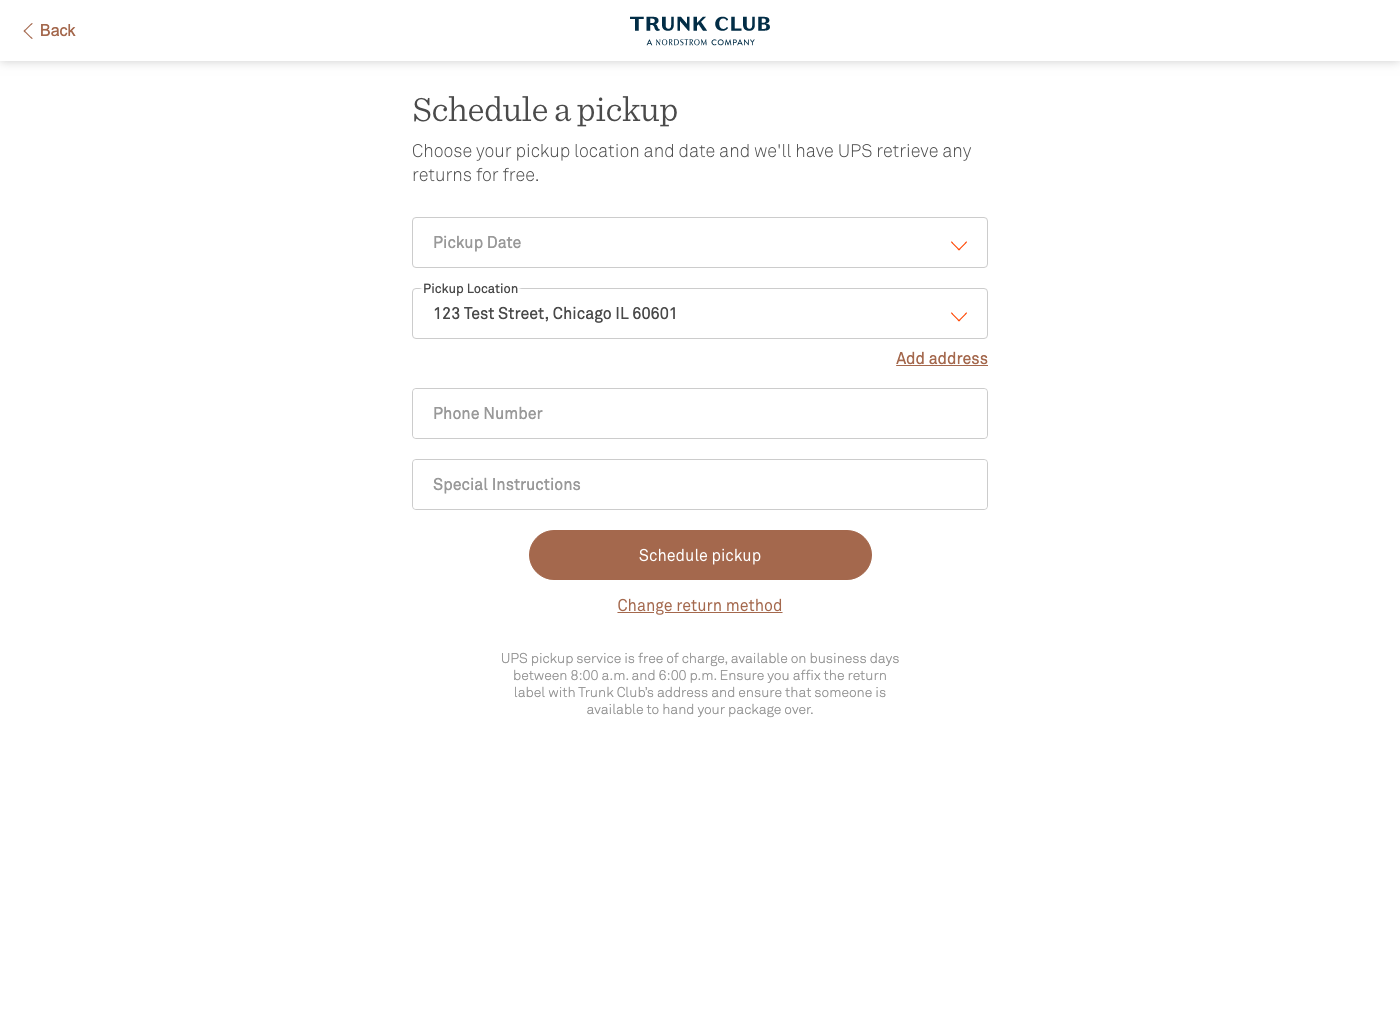 Back
TRUNK CLUB
A NORDSTROM COMPANY
Schedule a pickup
Choose your pickup location and date and we'll have UPS retrieve any
returns for free.
Pickup Date
Pickup Location
123 Test Street, Chicago IL 60601
Add address
Phone Number
Special Instructions
Schedule pickup
Change return method
UPS pickup service is free of charge, available on business days
between 8:00 a.m. and 6:00 p.m. Ensure you affix the return
label with Trunk Club's address and ensure that someone is
available to hand your package over.